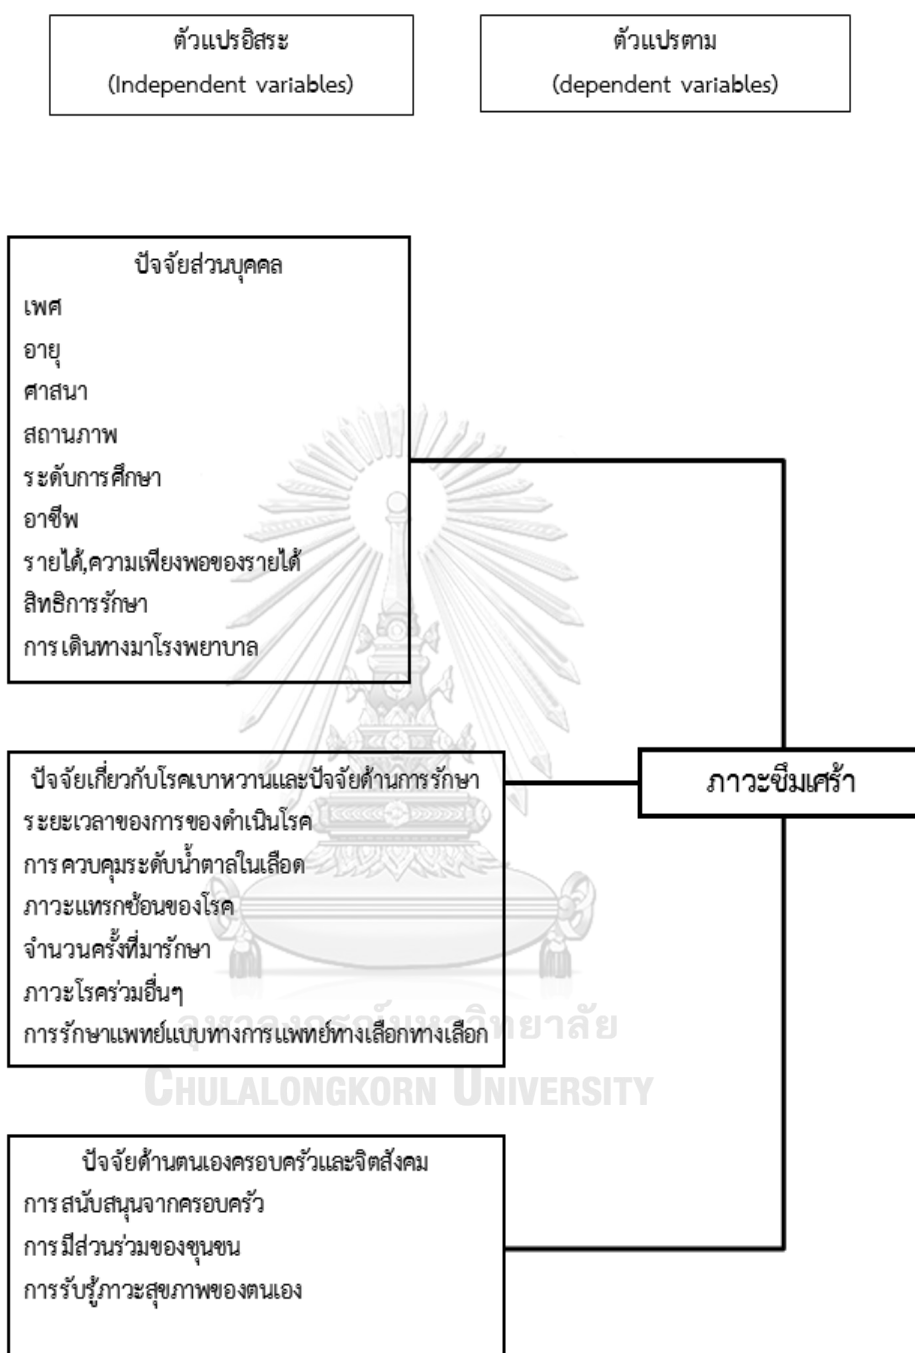 ตัวแปรอิสระ
(Independent variables)
ตัวแปรตาม
(dependent variables)
ปัจจัยส่วนบุคคล
เพศ
อายุ
ศาสนา
สถานภาพ
ระดับการศึกษา
อาชีพ
รายได้,ความเพียงพอของรายได้
สิทธิการรักษา
การเดินทางมาโรงพยาบาล
ปัจจัยเกี่ยวกับโรคเบาหวานและปัจจัยด้านการรักษา
ระยะเวลาของการของดำเนินโรค
การควบคุมระดับน้ำตาลในเลือด
ภาวะแทรกซ้อนของโรค
จำนวนครั้งที่มารักษา
ภาวะโรคร่วมอื่นๆ
การรักษาแพทย์แบบทางการแพทย์ทางเลือกทางเลือก
ภาวะซึมเศร้า
จุฬาลงกรณ์มหาวิทยาลัย
CHULALONGKORN UNIVERSITY
ปัจจัยด้านตนเองครอบครัวและจิตสังคม
การสนับสนุนจากครอบครัว
การมีส่วนร่วมของชุนชน
การรับรู้ภาวะสุขภาพของตนเอง